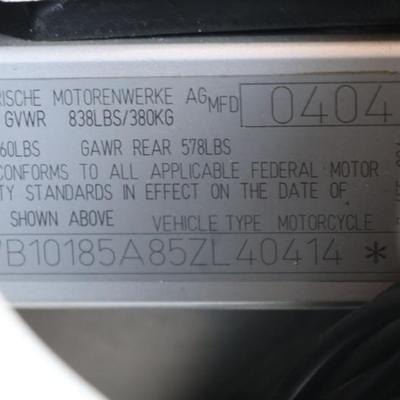 RISCHE MOTORENWERKE AG MFD 0404
GVWR 838LBS/380KG
60LBS GAWR REAR 578LBS
CONFORMS TO ALL APPLICABLE FEDERAL MOTOR
TY STANDARDS IN EFFECT ON THE DATE OF
SHOWN ABOVE VEHICLE TYPE MOTORCYCLE
B10185A85ZL40414 *